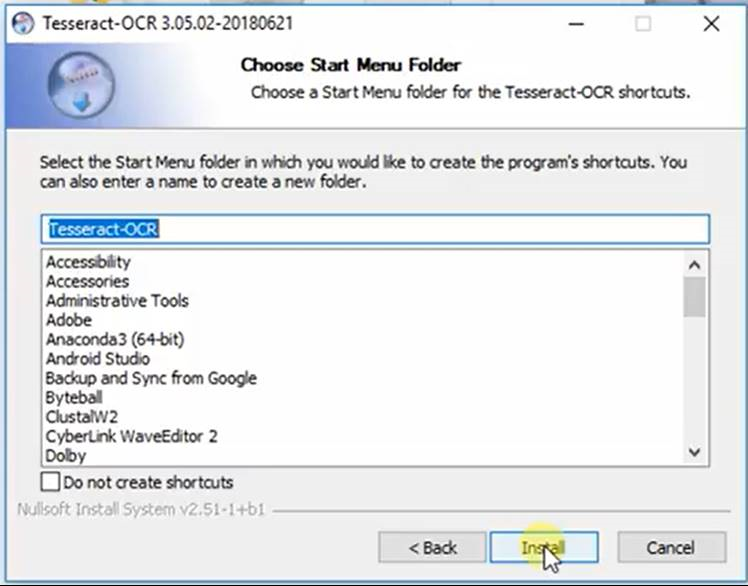 Tesseract-OCR 3.05.02-20180621
Choose Start Menu Folder
Choose a Start Menu folder for the Tesseract-OCR shortcuts.
Select the Start Menu folder in which you would like to create the program's shortcuts. You
can also enter a name to create a new folder.
Tesseract-OCR
Accessibility
Accessories
Administrative Tools
Adobe
Anaconda3 (64-bit)
Android Studio
Backup and Sync from Google
Byteball
ClustalW2
CyberLink WaveEditor 2
Dolby
Do not create shortcuts
Nullsoft Install System v2.51-1+b1
< Back
Install
Cancel